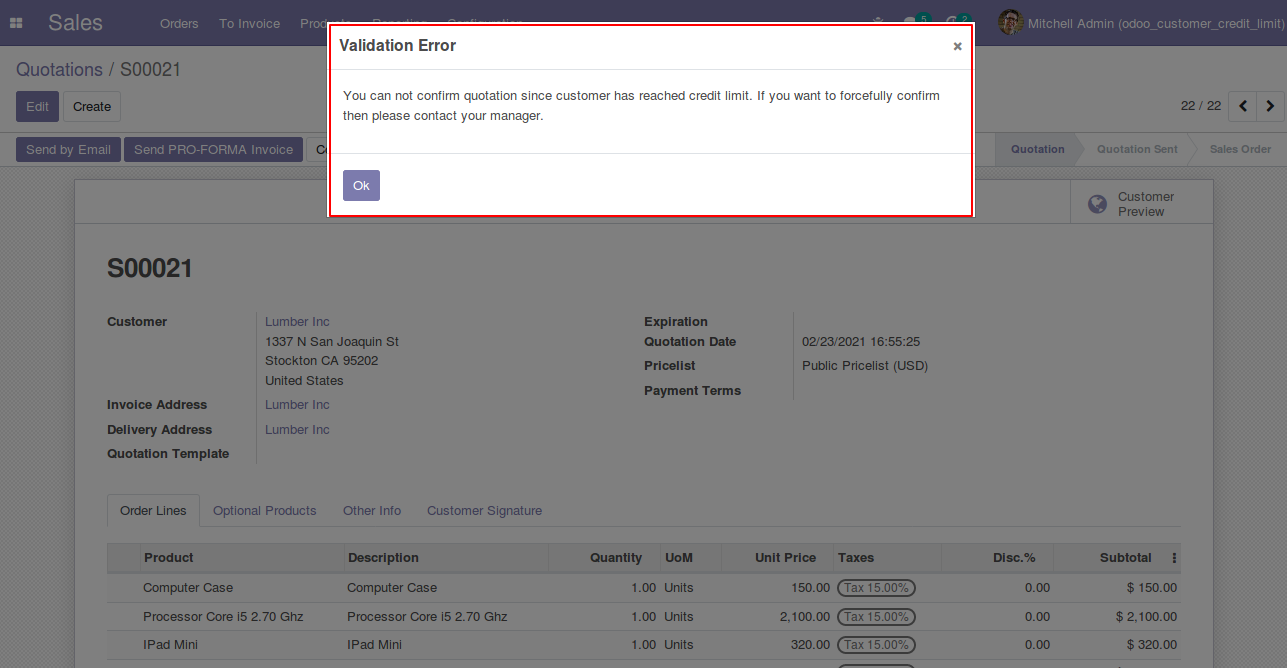 Sales
Orders To Invoice Products Reporting Configuration 5 2 Mitchell Admin (odoo_customer_credit_limit)
Validation Error ×
You can not confirm quotation since customer has reached credit limit. If you want to forcefully confirm
then please contact your manager.
Ok
Quotations / S00021
Edit Create
22 / 22
Send by Email Send PRO-FORMA Invoice
Quotation Quotation Sent Sales Order
Customer
Preview
S00021
Customer Lumber Inc
1337 N San Joaquin St
Stockton CA 95202
United States
Invoice Address Lumber Inc
Delivery Address Lumber Inc
Quotation Template
Expiration
Quotation Date 02/23/2021 16:55:25
Pricelist Public Pricelist (USD)
Payment Terms
Order Lines Optional Products Other Info Customer Signature
Product Description Quantity UoM Unit Price Taxes Disc.% Subtotal
Computer Case Computer Case 1.00 Units 150.00 Tax 15.00% 0.00 $ 150.00
Processor Core i5 2.70 Ghz Processor Core i5 2.70 Ghz 1.00 Units 2,100.00 Tax 15.00% 0.00 $ 2,100.00
IPad Mini IPad Mini 1.00 Units 320.00 Tax 15.00% 0.00 $ 320.00